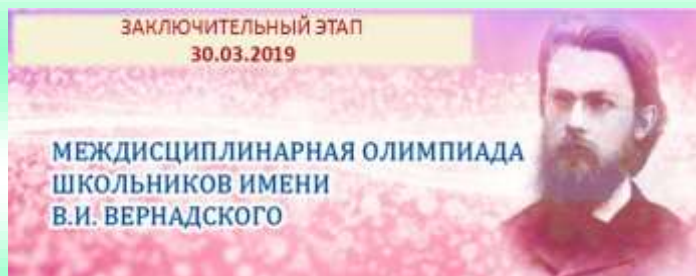 ЗАКЛЮЧИТЕЛЬНЫЙ ЭТАП
30.03.2019
МЕЖДИСЦИПЛИНАРНАЯ ОЛИМПИАДА
ШКОЛЬНИКОВ ИМЕНИ
В.И. ВЕРНАДСКОГО